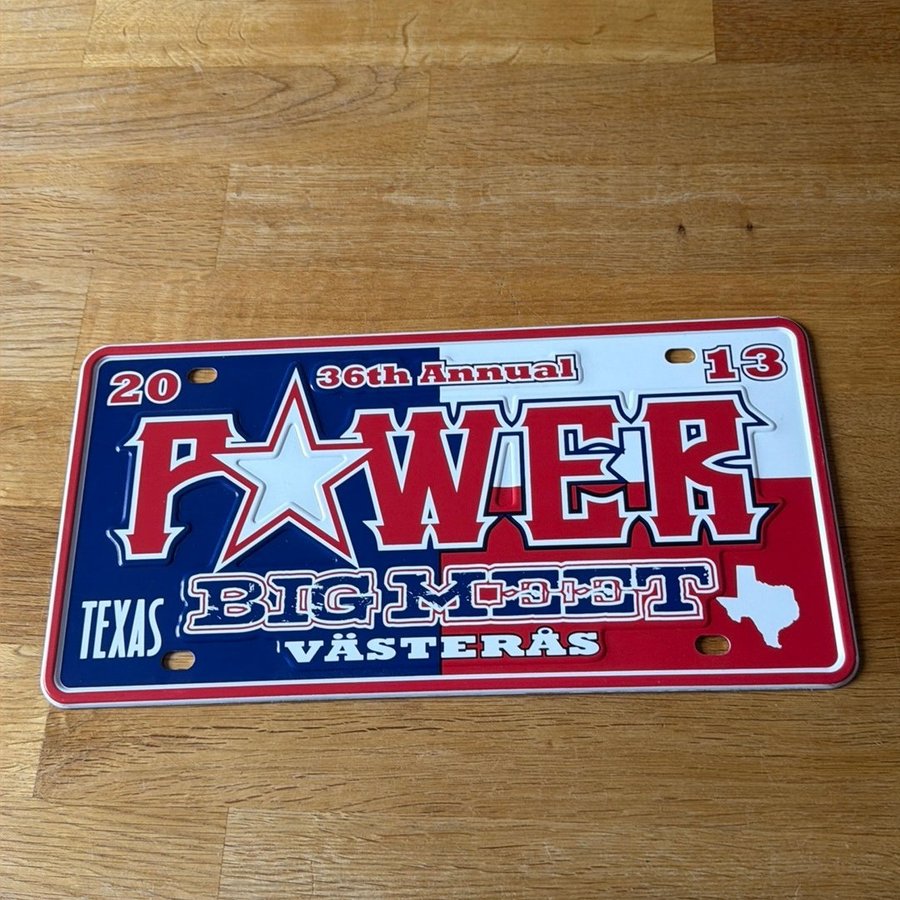 20 36th Annual 13
POWER
BIG MEET
TEXAS
VÄSTERÅS